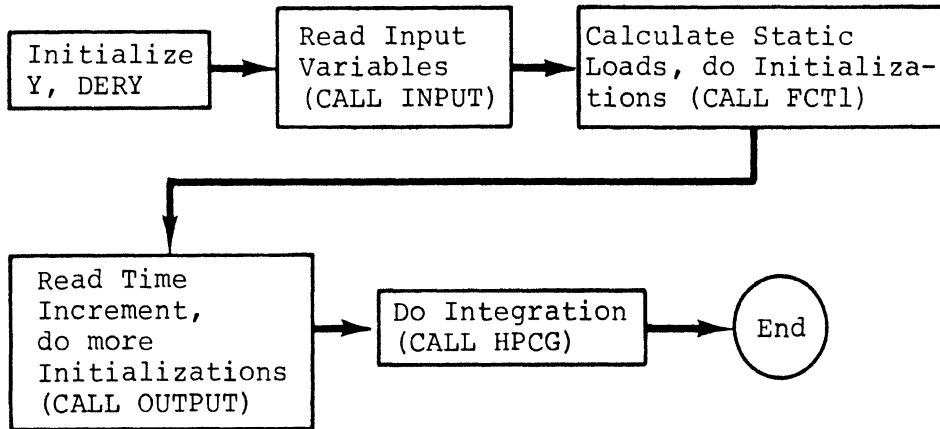 Initialize
Y, DERY
Read Input
Variables
(CALL INPUT)
Calculate Static
Loads, do Initializa-
tions (CALL FCT1)
Read Time
Increment,
do more
Initializations
(CALL OUTPUT)
Do Integration
(CALL HPCG)
End